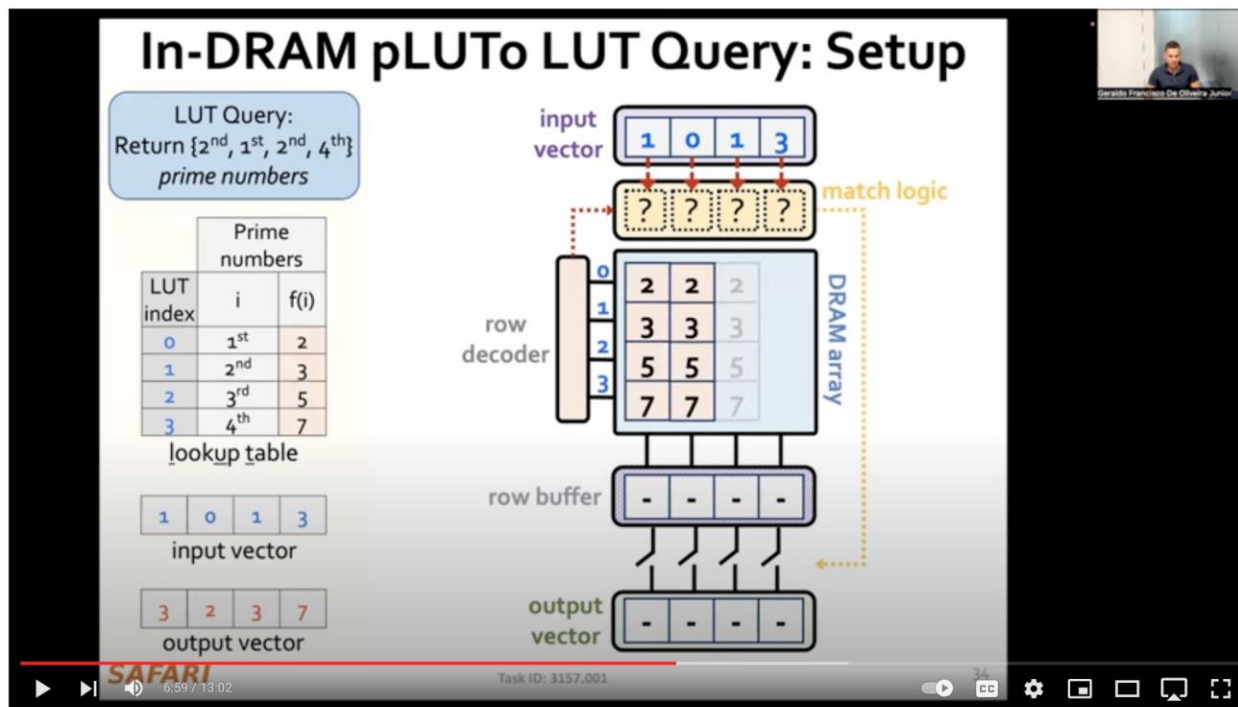 In-DRAM pLUTo LUT Query: Setup
Geraldo Francisco De Oliveira Junior
LUT Query:
Return {2nd, 1st, 2nd, 4th}
prime numbers
Prime
numbers
LUT
index
i
f(i)
0 1st 2
1 2nd 3
2 3rd 5
3 4th 7
lookup table
1 0 1 3
input vector
3 2 3 7
output vector
input
vector
1 0 1 3
? ? ? ?
match logic
row
decoder
0
1
2
3
2 2 2
3 3 3
5 5 5
7 7 7
DRAM array
row buffer
- - - -
output
vector
- - - -
SAFARI
Task ID: 3157.001
34
6:59 / 13:02
CC